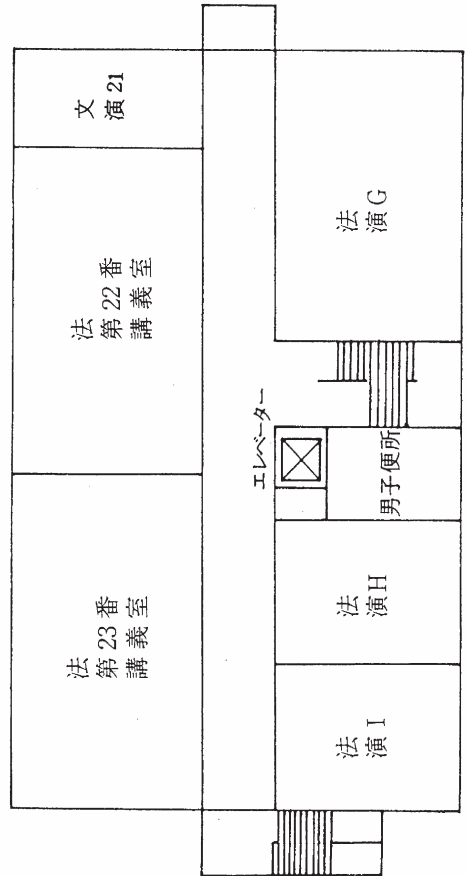 文
演21
法
第22番
講義室
法
第23番
講義室
エレベーター
法
演G
男子便所
法
演H
法
演I